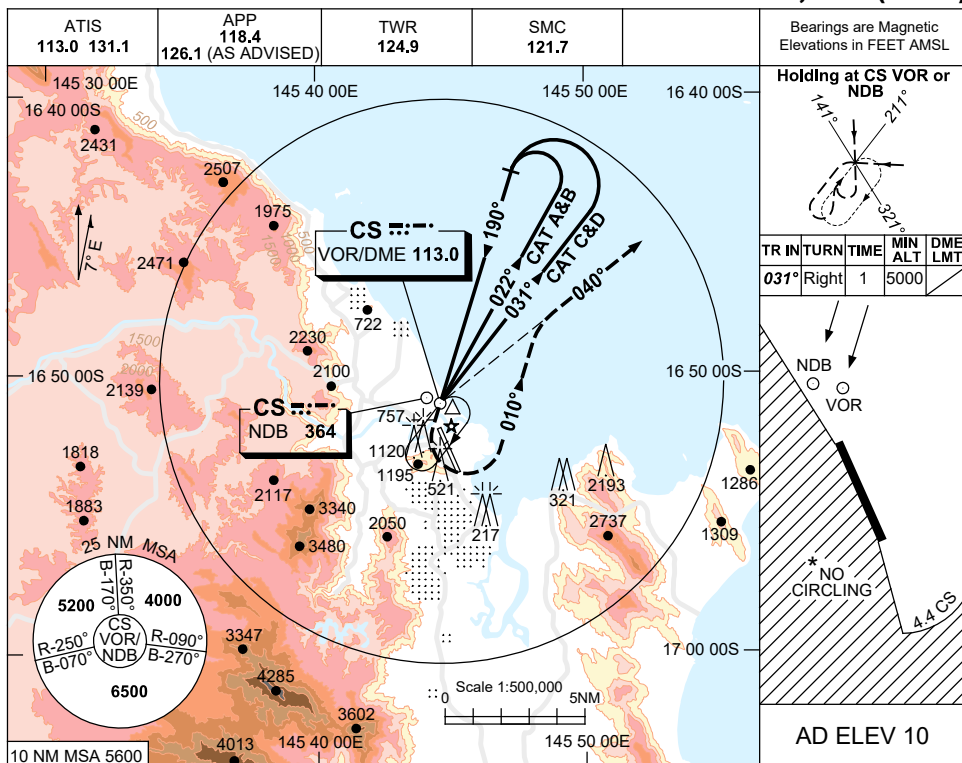 ATIS
113.0 131.1
APP
118.4
126.1 (AS ADVISED)
TWR
124.9
SMC
121.7
Bearings are Magnetic
Elevations in FEET AMSL
145 30 00E
145 40 00E
145 50 00E
16 40 00S
16 40 00S
500
2431
2507
1975
500
1000
1500
2471
7° E
CS
VOR/DME 113.0
190°
022°
CAT A&B
031°
CAT C&D
040°
010°
722
1500
2000
2230
2100
16 50 00S
16 50 00S
2139
CS
NDB 364
757
1120
1195
521
1818
1883
2117
3340
3480
2050
217
321
2193
2737
1286
1309
25 NM MSA
5200
R-350°
B-170°
4000
CS
VOR/
NDB
R-250°
B-070°
R-090°
B-270°
6500
3347
4285
3602
4013
17 00 00S
Scale 1:500,000
0
5NM
10 NM MSA 5600
145 40 00E
145 50 00E
Holding at CS VOR or
NDB
141°
211°
321°
TR IN TURN TIME MIN ALT DME LMT
031° Right 1 5000
NDB
VOR
* NO
CIRCLING
4.4 CS
AD ELEV 10